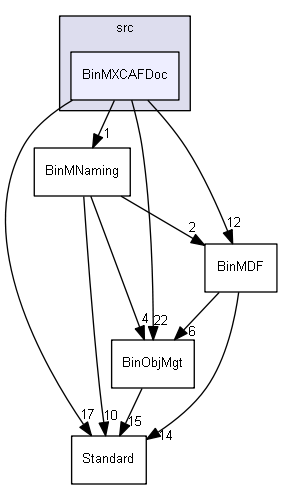 src
BinMXCAFDoc
1
BinMNaming
2
12
BinMDF
4
22
6
BinObjMgt
17
10
15
14
Standard